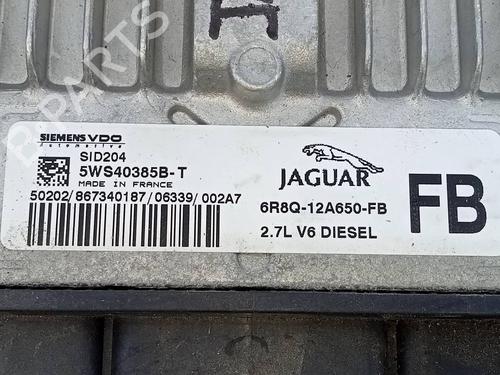 SIEMENS VDO
Automotive
SID204
5WS40385B-T
MADE IN FRANCE
50202/867340187/06339/002A7
JAGUAR
6R8Q-12A650-FB
2.7L V6 DIESEL
FB
B-PARTS